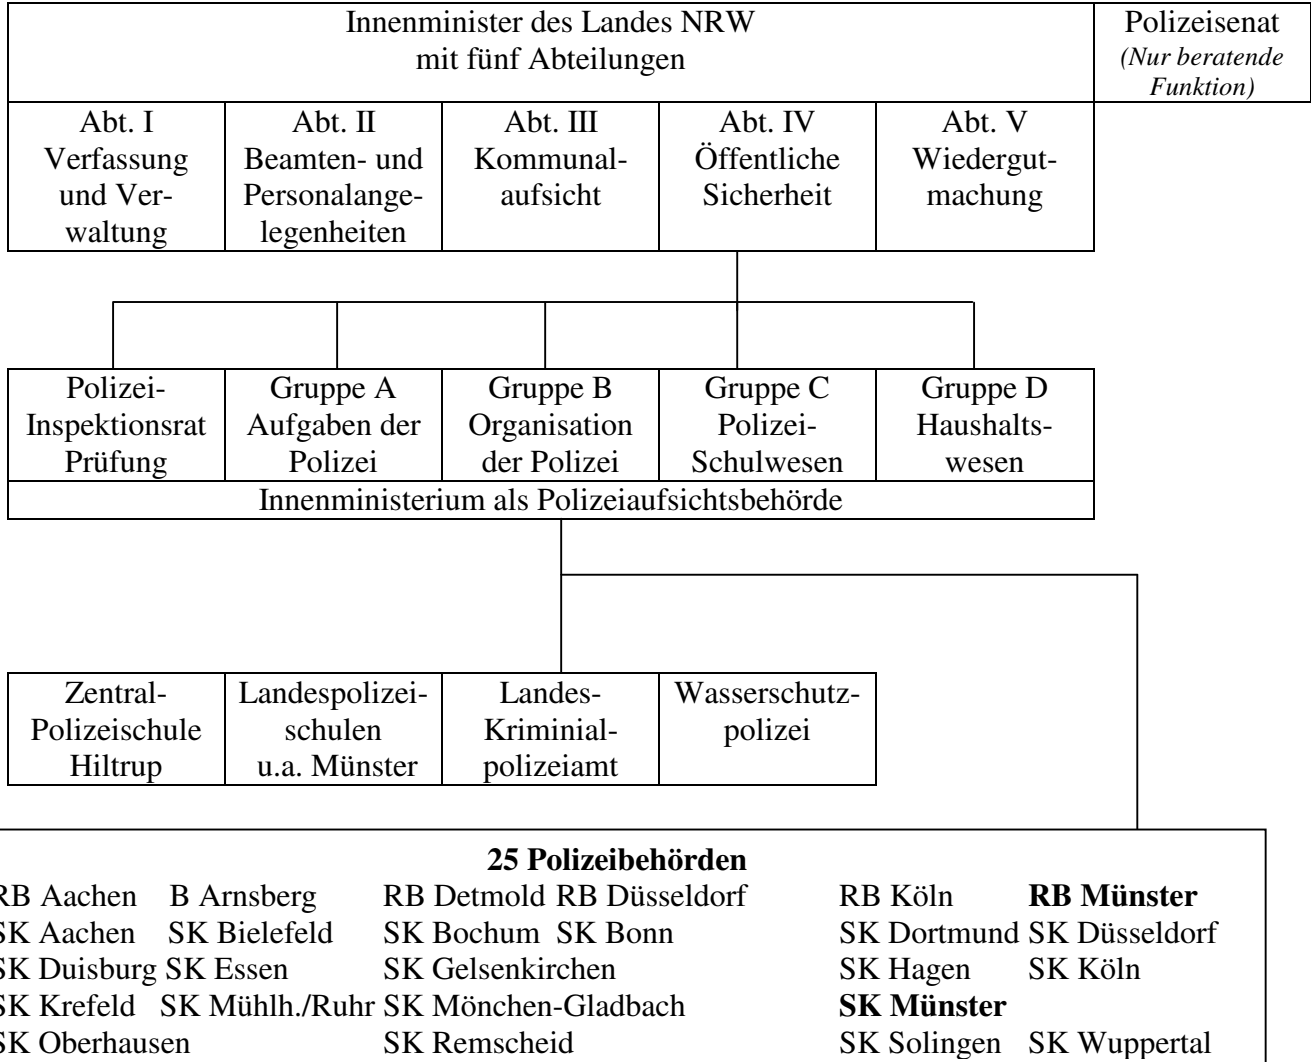 Innenminister des Landes NRW
mit fünf Abteilungen
Polizeisenat
(Nur beratende
Funktion)
Abt. I
Verfassung
und Ver-
waltung
Abt. II
Beamten- und
Personalange-
legenheiten
Abt. III
Kommunal-
aufsicht
Abt. IV
Öffentliche
Sicherheit
Abt. V
Wiedergut-
machung
Polizei-
Inspektionsrat
Prüfung
Gruppe A
Aufgaben der
Polizei
Gruppe B
Organisation
der Polizei
Gruppe C
Polizei-
Schulwesen
Gruppe D
Haushalts-
wesen
Innenministerium als Polizeiaufsichtsbehörde
Zentral-
Polizeischule
Hiltrup
Landespolizei-
schulen
u.a. Münster
Landes-
Kriminial-
polizeiamt
Wasserschutz-
polizei
25 Polizeibehörden
RB Aachen B Arnsberg RB Detmold RB Düsseldorf RB Köln RB Münster
SK Aachen SK Bielefeld SK Bochum SK Bonn SK Dortmund SK Düsseldorf
SK Duisburg SK Essen SK Gelsenkirchen SK Hagen SK Köln
SK Krefeld SK Mühlh./Ruhr SK Mönchen-Gladbach SK Münster
SK Oberhausen SK Remscheid SK Solingen SK Wuppertal